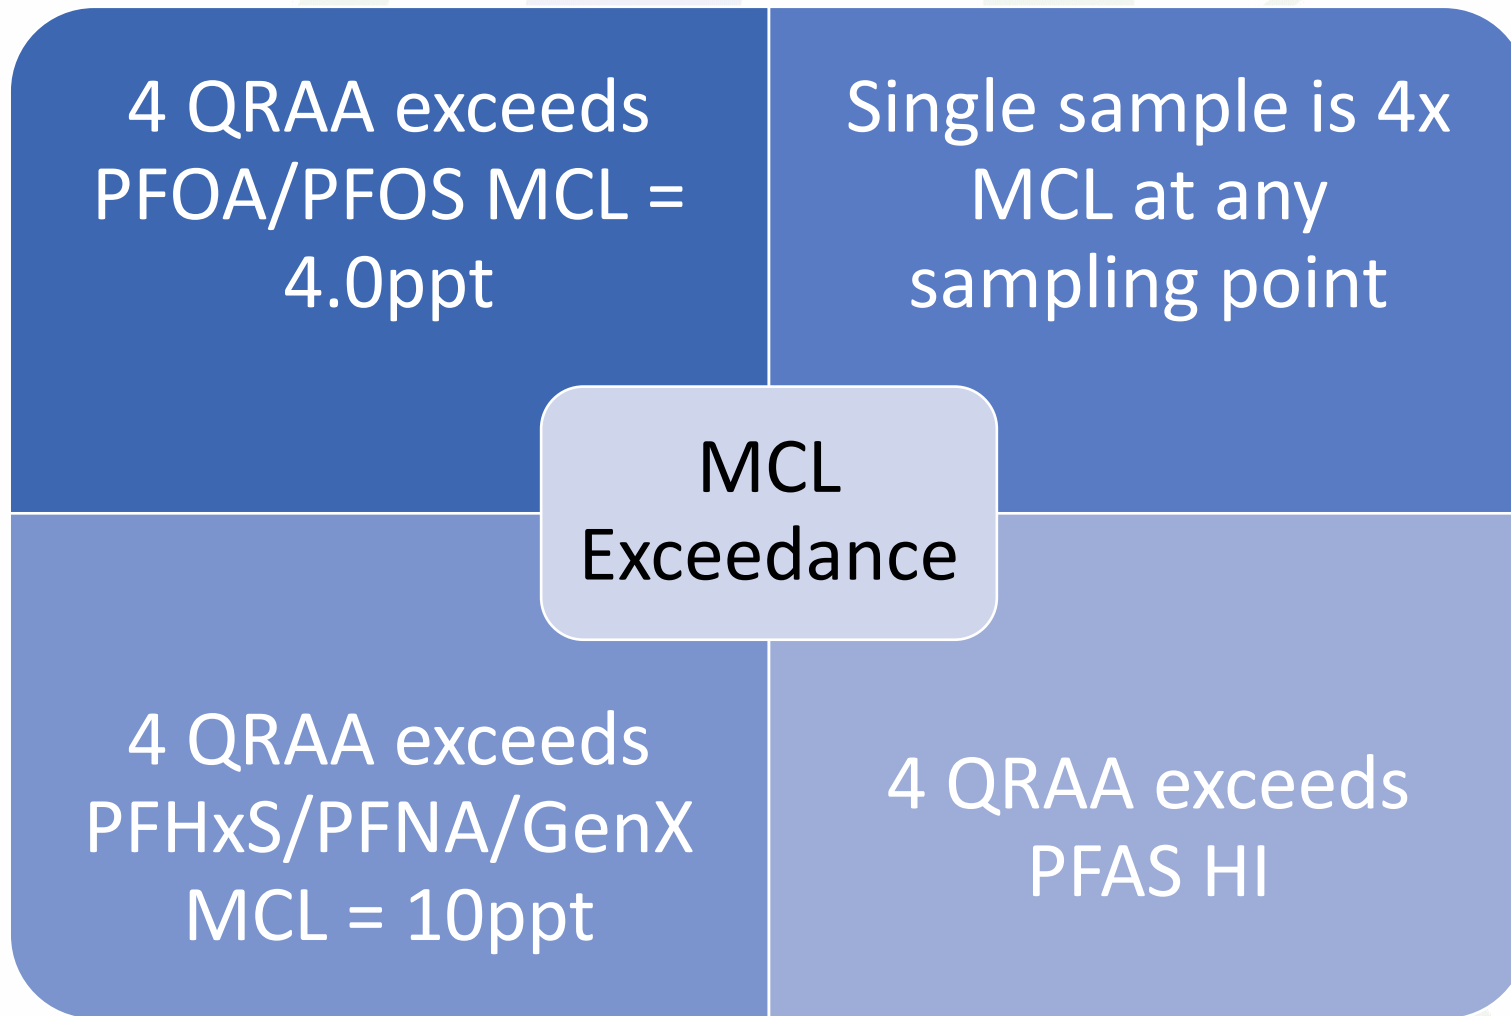 4 QRAA exceeds
PFOA/PFOS MCL =
4.0ppt
Single sample is 4x
MCL at any
sampling point
MCL
Exceedance
4 QRAA exceeds
PFHxS/PFNA/GenX
MCL = 10ppt
4 QRAA exceeds
PFAS HI